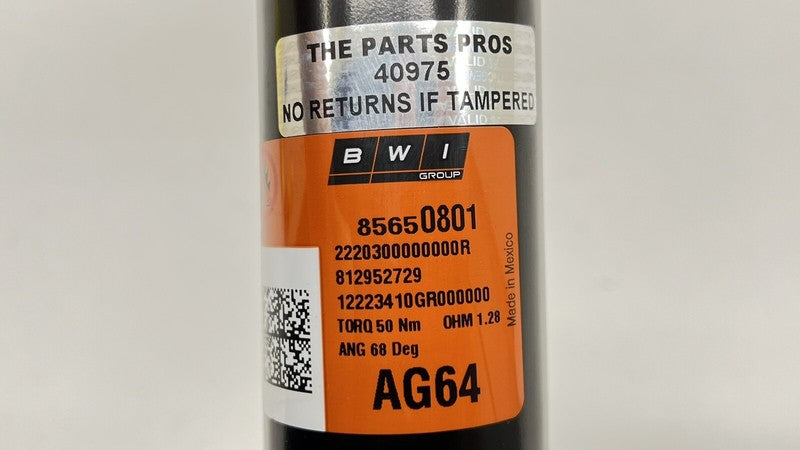 THE PARTS PROS
40975
NO RETURNS IF TAMPERED
BWI
GROUP
85650801
2220300000000R
812952729
12223410GR000000
TORQ 50 Nm OHM 1.28
ANG 68 Deg
AG64
Made in Mexico